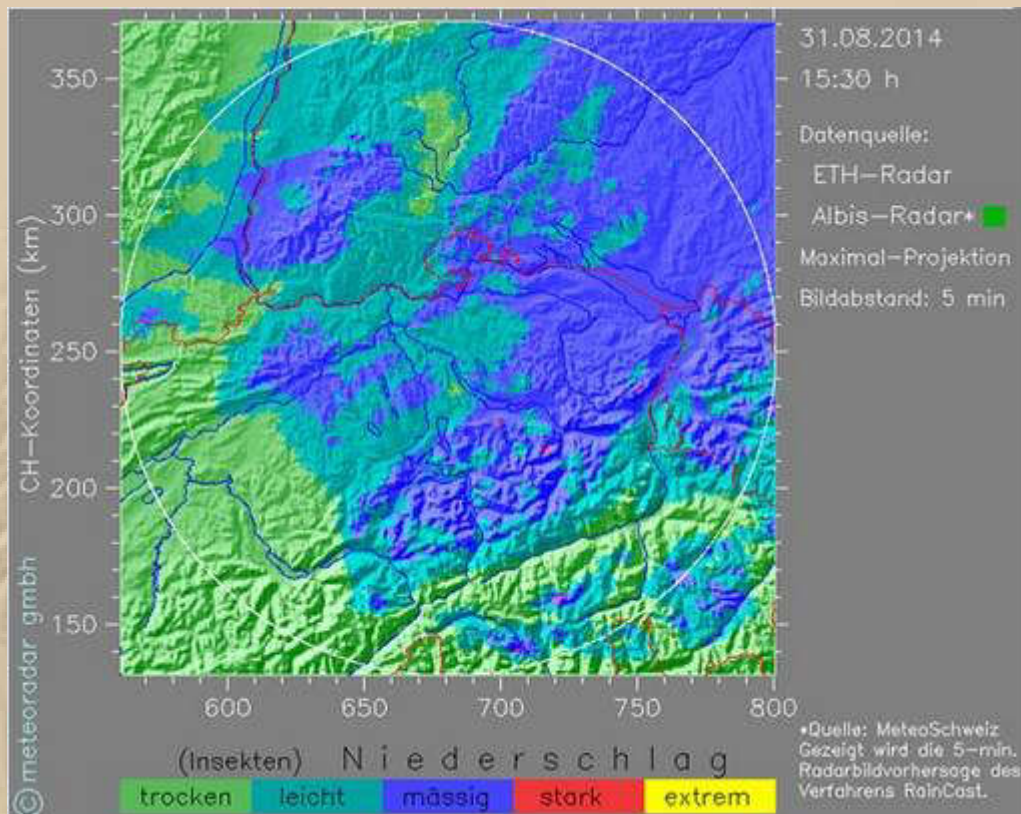 31.08.2014
15:30 h
Datenquelle:
ETH-Radar
Albis-Radar*
Maximal-Projektion
Bildabstand: 5 min
350
300
250
200
150
CH-Koordinaten (km)
© meteoradar gmbh
600 650 700 750 800
(Insekten) Niederschlag
trocken leicht mässig stark extrem
*Quelle: MeteoSchweiz
Gezeigt wird die 5-min.
Radarbildvorhersage des
Verfahrens RainCast.